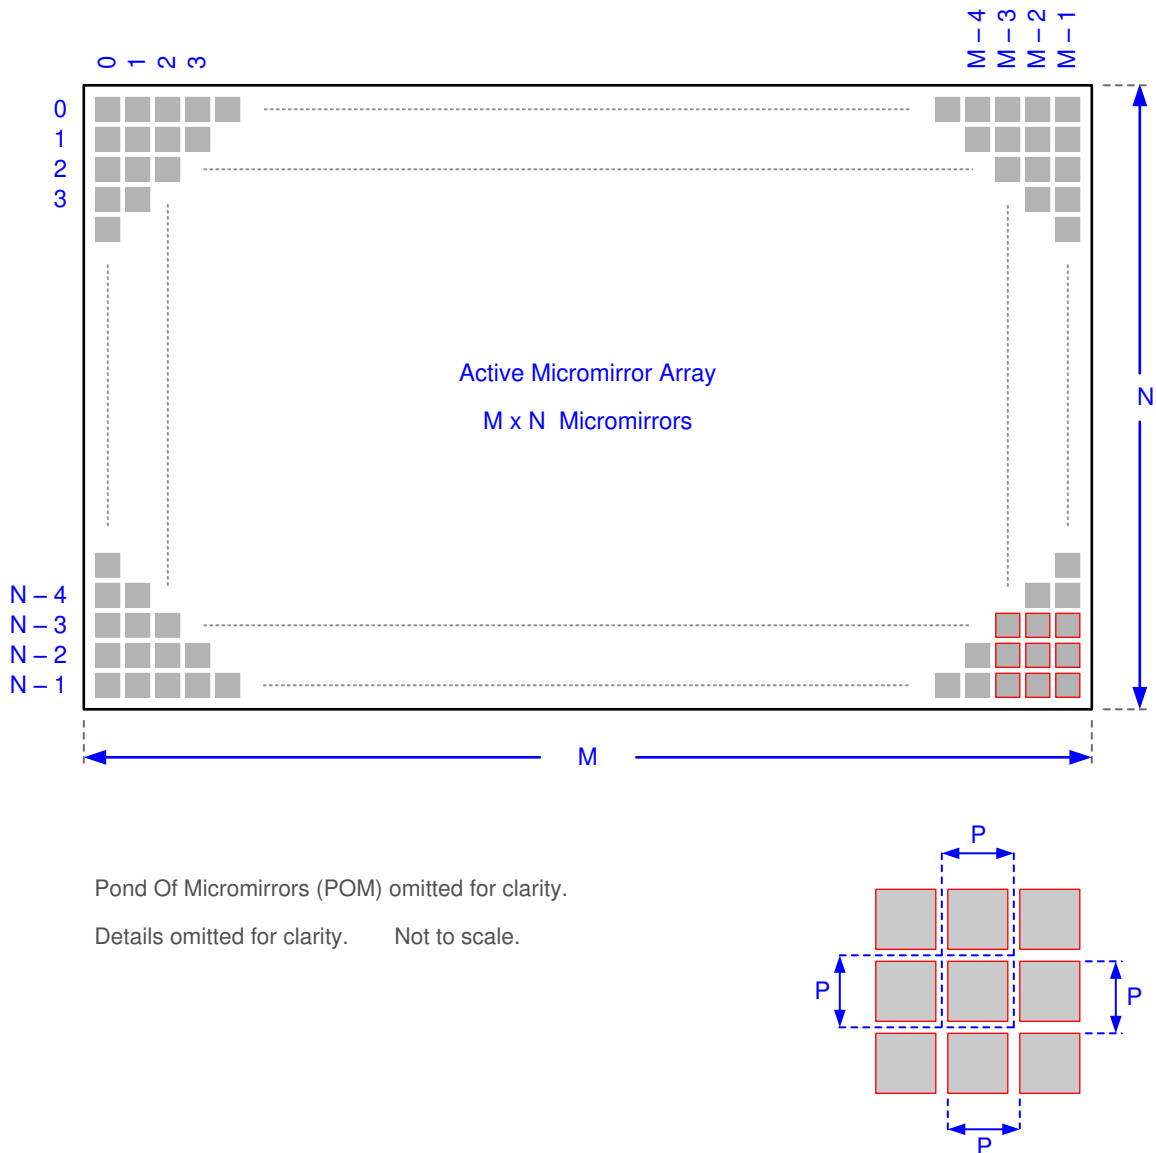 0 1 2 3 M – 4 M – 3 M – 2 M – 1
0
1
2
3
Active Micromirror Array
N
M x N Micromirrors
N – 4
N – 3
N – 2
N – 1
M
P
Pond Of Micromirrors (POM) omitted for clarity.
Details omitted for clarity. Not to scale.
P
P
P